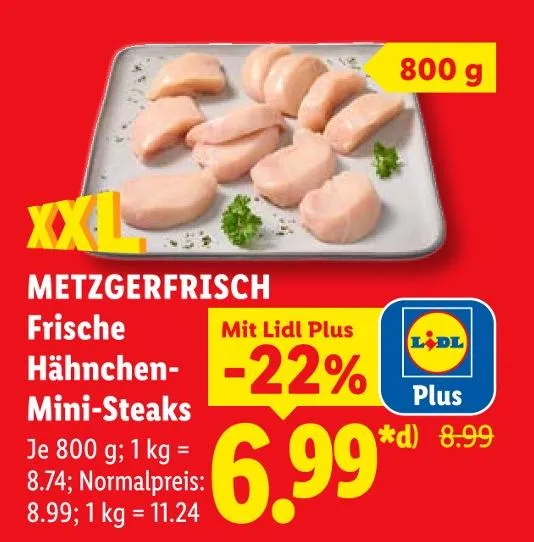 800 g
XXL
METZGERFRISCH
Frische
Hähnchen-
Mini-Steaks
Je 800 g; 1 kg =
8.74; Normalpreis:
8.99; 1 kg = 11.24
Mit Lidl Plus
-22%
LIDL
Plus
6.99*d) 8.99